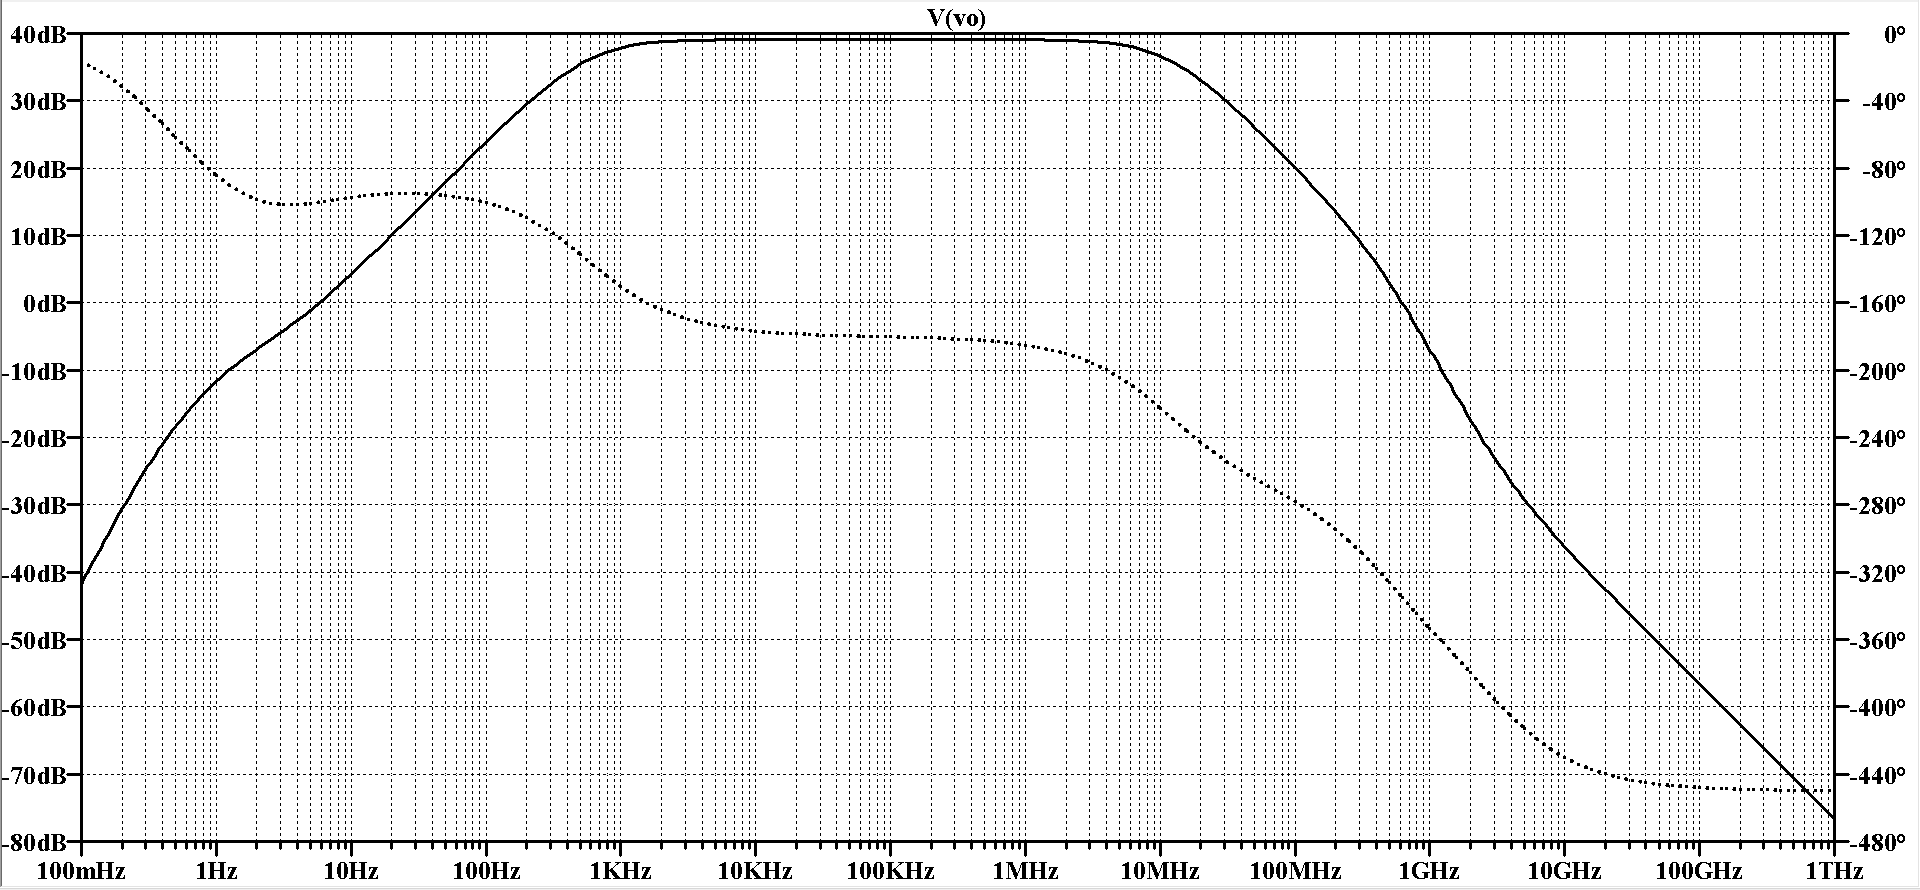 V(vo)
40dB 0°
30dB -40°
20dB -80°
10dB -120°
0dB -160°
-10dB -200°
-20dB -240°
-30dB -280°
-40dB -320°
-50dB -360°
-60dB -400°
-70dB -440°
-80dB -480°
100mHz 1Hz 10Hz 100Hz 1KHz 10KHz 100KHz 1MHz 10MHz 100MHz 1GHz 10GHz 100GHz 1THz